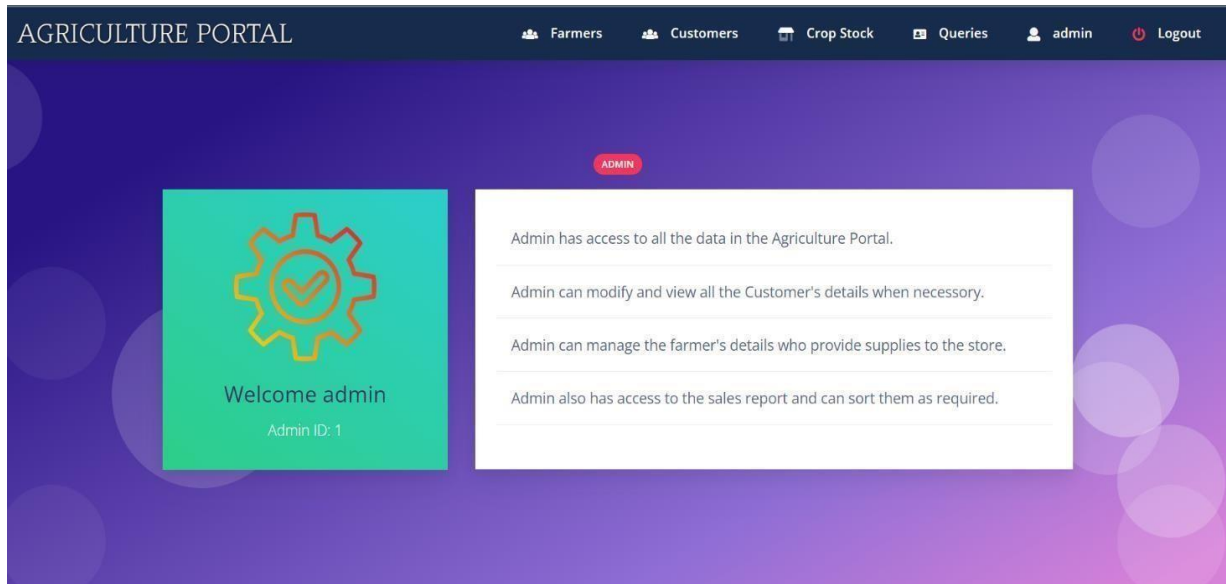 AGRICULTURE PORTAL Farmers Customers Crop Stock Queries admin Logout
ADMIN
Welcome admin
Admin ID: 1
Admin has access to all the data in the Agriculture Portal.
Admin can modify and view all the Customer's details when necessory.
Admin can manage the farmer's details who provide supplies to the store.
Admin also has access to the sales report and can sort them as required.